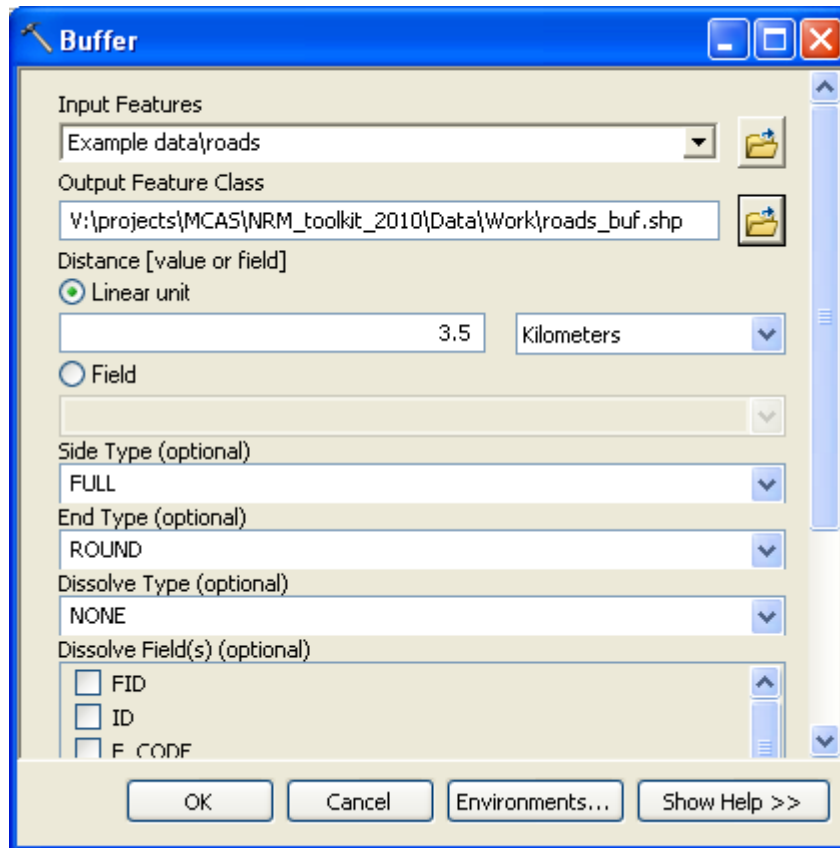 Buffer
Input Features
Example data\roads
Output Feature Class
V:\projects\MCAS\NRM_toolkit_2010\Data\Work\roads_buf.shp
Distance [value or field]
Linear unit
3.5 Kilometers
Field
Side Type (optional)
FULL
End Type (optional)
ROUND
Dissolve Type (optional)
NONE
Dissolve Field(s) (optional)
FID
ID
F_CODE
OK Cancel Environments... Show Help >>